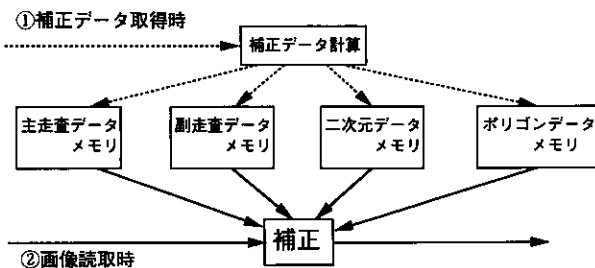 ①補正データ取得時
補正データ計算
主走査データ
メモリ
副走査データ
メモリ
二次元データ
メモリ
ポリゴンデータ
メモリ
補正
②画像読取時